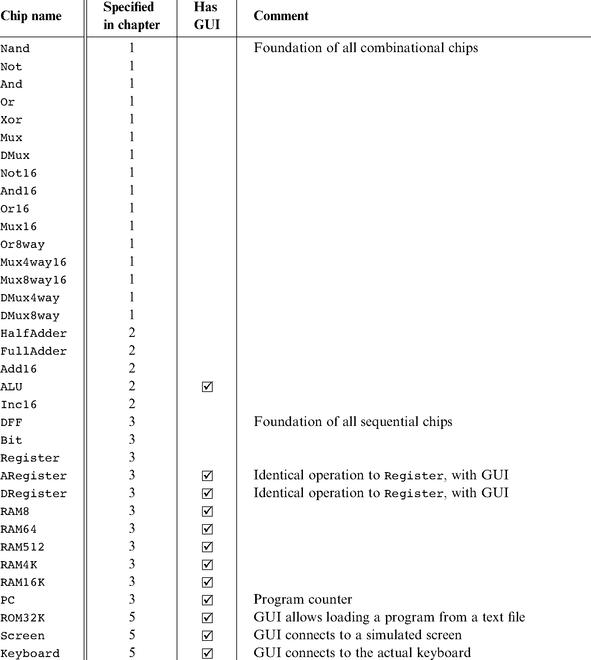 Chip name Specified in chapter Has GUI Comment
Nand 1 Foundation of all combinational chips
Not 1
And 1
Or 1
Xor 1
Mux 1
DMux 1
Not16 1
And16 1
Or16 1
Mux16 1
Or8way 1
Mux4way16 1
Mux8way16 1
DMux4way 1
DMux8way 1
HalfAdder 2
FullAdder 2
Add16 2
ALU 2 ☑
Inc16 2
DFF 3 Foundation of all sequential chips
Bit 3
Register 3
ARegister 3 ☑ Identical operation to Register, with GUI
DRegister 3 ☑ Identical operation to Register, with GUI
RAM8 3 ☑
RAM64 3 ☑
RAM512 3 ☑
RAM4K 3 ☑
RAM16K 3 ☑
PC 3 ☑ Program counter
ROM32K 5 ☑ GUI allows loading a program from a text file
Screen 5 ☑ GUI connects to a simulated screen
Keyboard 5 ☑ GUI connects to the actual keyboard